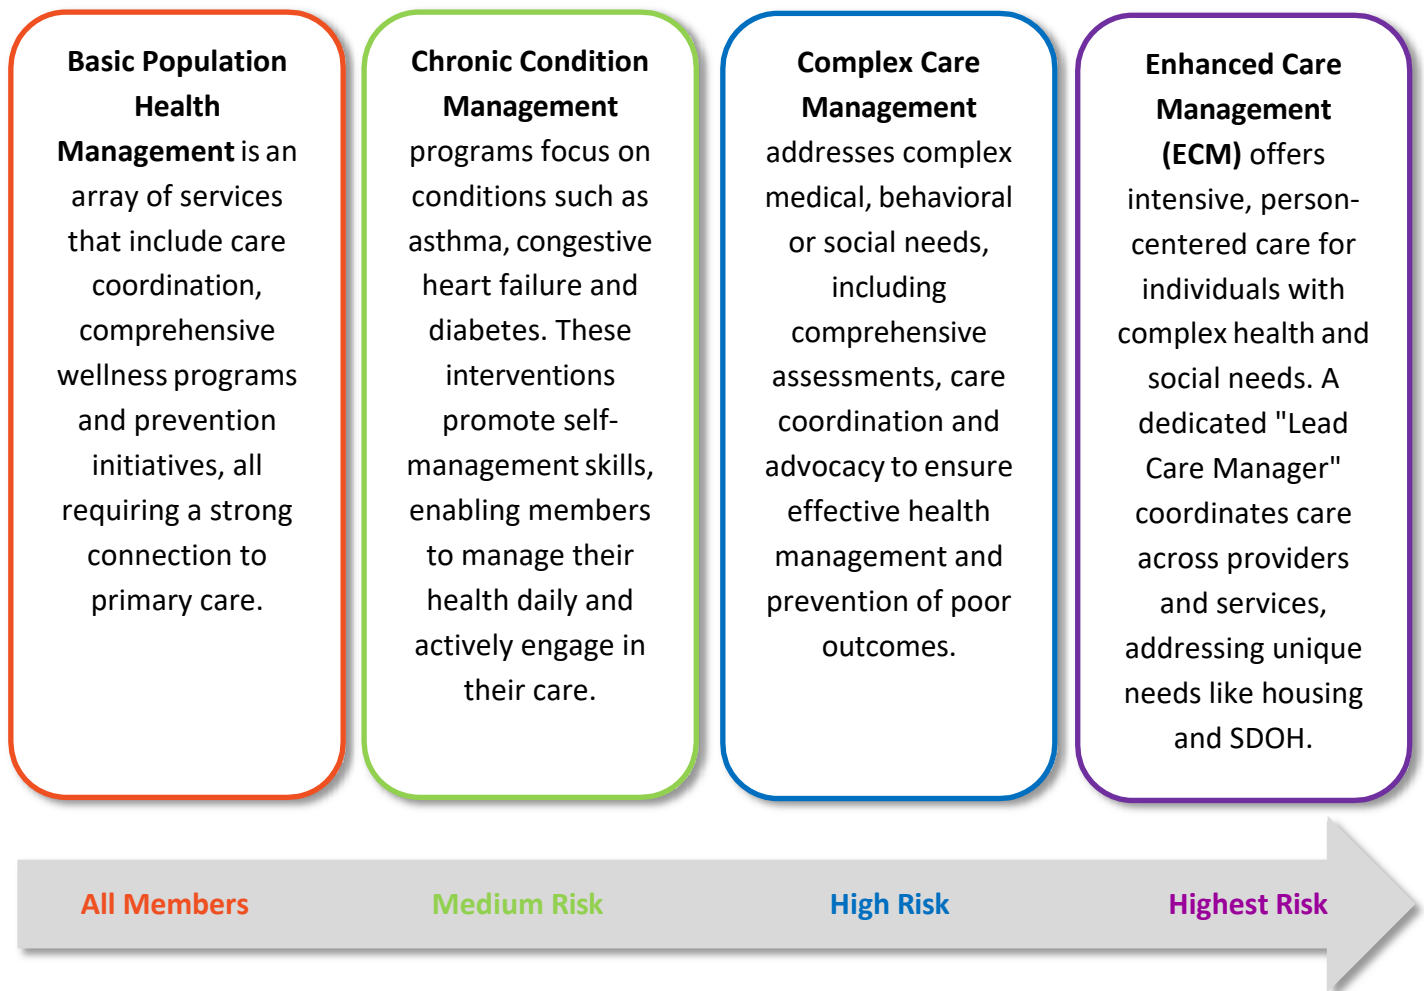 Basic Population
Health
Management is an
array of services
that include care
coordination,
comprehensive
wellness programs
and prevention
initiatives, all
requiring a strong
connection to
primary care.
Chronic Condition
Management
programs focus on
conditions such as
asthma, congestive
heart failure and
diabetes. These
interventions
promote self-
management skills,
enabling members
to manage their
health daily and
actively engage in
their care.
Complex Care
Management
addresses complex
medical, behavioral
or social needs,
including
comprehensive
assessments, care
coordination and
advocacy to ensure
effective health
management and
prevention of poor
outcomes.
Enhanced Care
Management
(ECM) offers
intensive, person-
centered care for
individuals with
complex health and
social needs. A
dedicated "Lead
Care Manager"
coordinates care
across providers
and services,
addressing unique
needs like housing
and SDOH.
All Members
Medium Risk
High Risk
Highest Risk